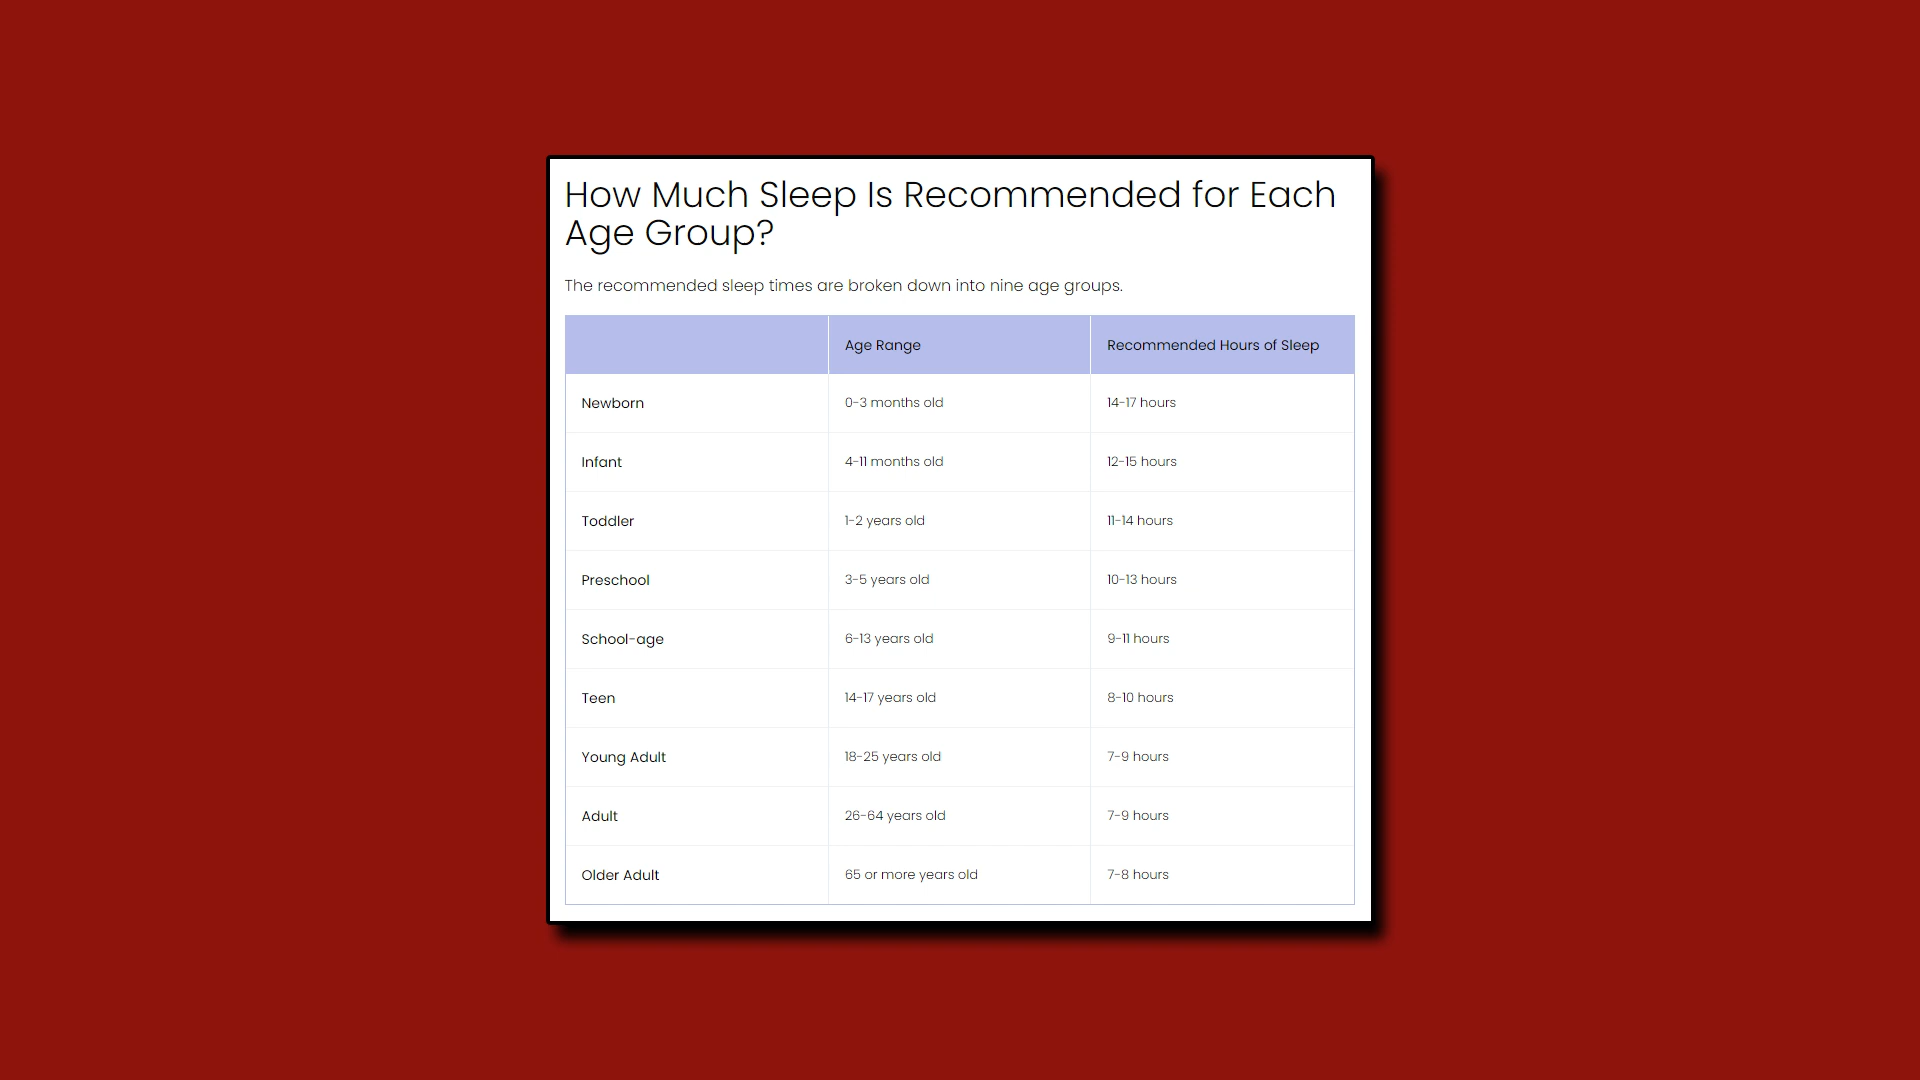 How Much Sleep Is Recommended for Each
Age Group?
The recommended sleep times are broken down into nine age groups.
Age Range Recommended Hours of Sleep
Newborn 0-3 months old 14-17 hours
Infant 4-11 months old 12-15 hours
Toddler 1-2 years old 11-14 hours
Preschool 3-5 years old 10-13 hours
School-age 6-13 years old 9-11 hours
Teen 14-17 years old 8-10 hours
Young Adult 18-25 years old 7-9 hours
Adult 26-64 years old 7-9 hours
Older Adult 65 or more years old 7-8 hours